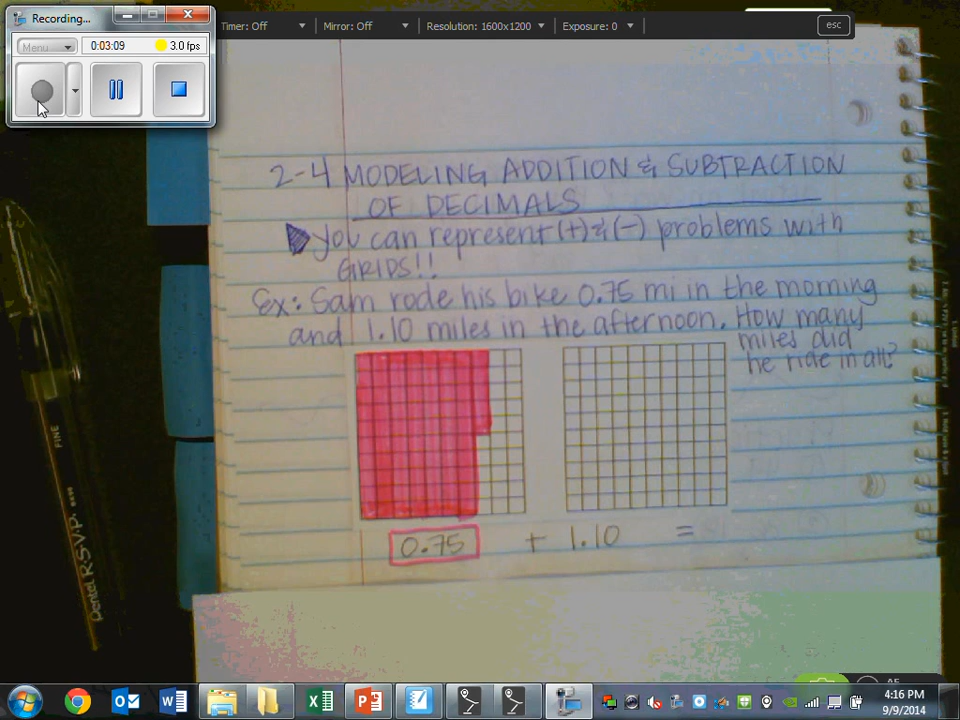 Recording...
Menu
0:03:09
3.0 fps
Timer: Off
Mirror: Off
Resolution: 1600x1200
Exposure: 0
esc
2-4 MODELING ADDITION & SUBTRACTION
OF DECIMALS
You can represent (+) & (-) problems with
GRIDS!!
Ex: Sam rode his bike 0.75 mi in the morning
and 1.10 miles in the afternoon. How many
miles did
he ride in all?
0.75 + 1.10 =
FINE
Pentel R.S.V.P.
4:16 PM
9/9/2014